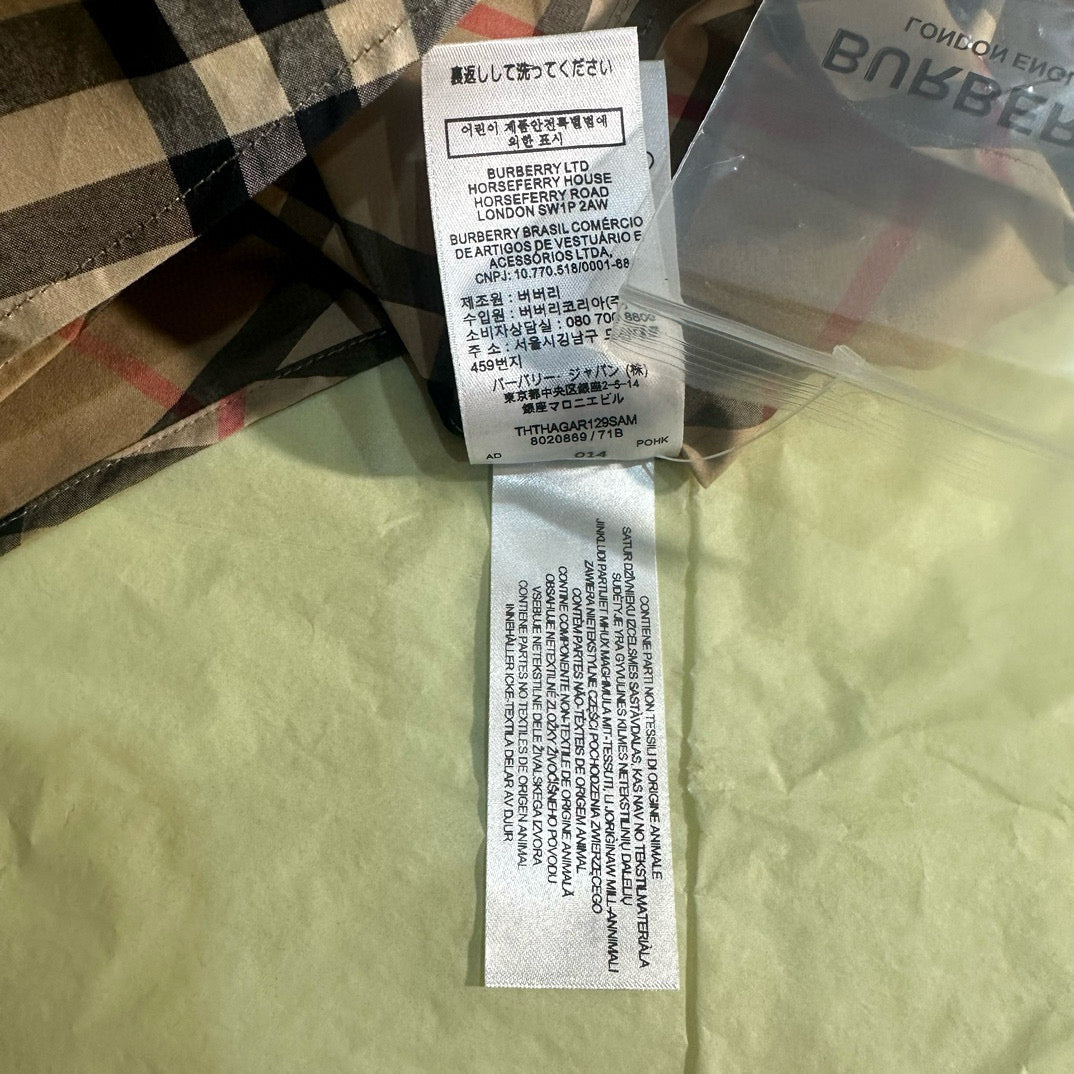 裏返しして洗ってください
어린이 제품안전특별법에
의한 표시
BURBERRY LTD
HORSEFERRY HOUSE
HORSEFERRY ROAD
LONDON SW1P 2AW
BURBERRY BRASIL COMÉRCIO
DE ARTIGOS DE VESTUÁRIO E
ACESSÓRIOS LTDA,
CNPJ: 10.770.518/0001-68
제조원 : 버버리
수입원 : 버버리코리아(주
소비자상담실 : 080 700 8800
주 소 : 서울시강남구
459번지
バーバリー・ジャパン (株)
東京都中央区銀座2-5-14
銀座マロニエビル
THTHAGAR129SAM
8020869 / 71B
AD 014 POHK
CONTIENE PARTI NON TESSILI DI ORIGINE ANIMALE
SATUR DZĪVNIEKU IZCELSMES SASTĀVDAĻAS, KAS NAV NO TEKSTILMATERIĀLA
SUDĖTYJE YRA GYVULINĖS KILMĖS NETEKSTILINIŲ DALELIŲ
JINKLUDI PARTIJIET MHUX MAGHMULA MIT-TESSUTI, LI JORIĠINAW MILL-ANNIMALI
ZAWIERA NIETEKSTYLNE CZĘŚCI POCHODZENIA ZWIERZĘCEGO
CONTÉM PARTES NÃO-TÊXTEIS DE ORIGEM ANIMAL
CONȚINE COMPONENTE NON-TEXTILE DE ORIGINE ANIMALĂ
OBSAHUJE NETEXTILNÉ ZLOŽKY ŽIVOČÍŠNEHO POVODU
VSEBUJE NETEKSTILNE DELE ŽIVALSKEGA IZVORA
CONTIENE PARTES NO TEXTILES DE ORIGEN ANIMAL
INNEHÅLLER ICKE-TEXTILA DELAR AV DJUR
BURBER
LONDON ENGL